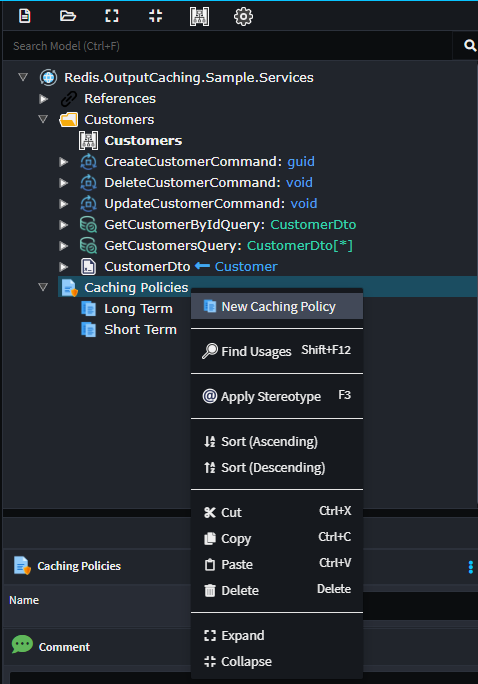 Search Model (Ctrl+F)
Redis.OutputCaching.Sample.Services
References
Customers
Customers
CreateCustomerCommand: guid
DeleteCustomerCommand: void
UpdateCustomerCommand: void
GetCustomerByIdQuery: CustomerDto
GetCustomersQuery: CustomerDto[*]
CustomerDto Customer
Caching Policies
Long Term
Short Term
New Caching Policy
Find Usages Shift+F12
Apply Stereotype F3
Sort (Ascending)
Sort (Descending)
Cut Ctrl+X
Copy Ctrl+C
Paste Ctrl+V
Delete Delete
Expand
Collapse
Caching Policies
Name
Comment